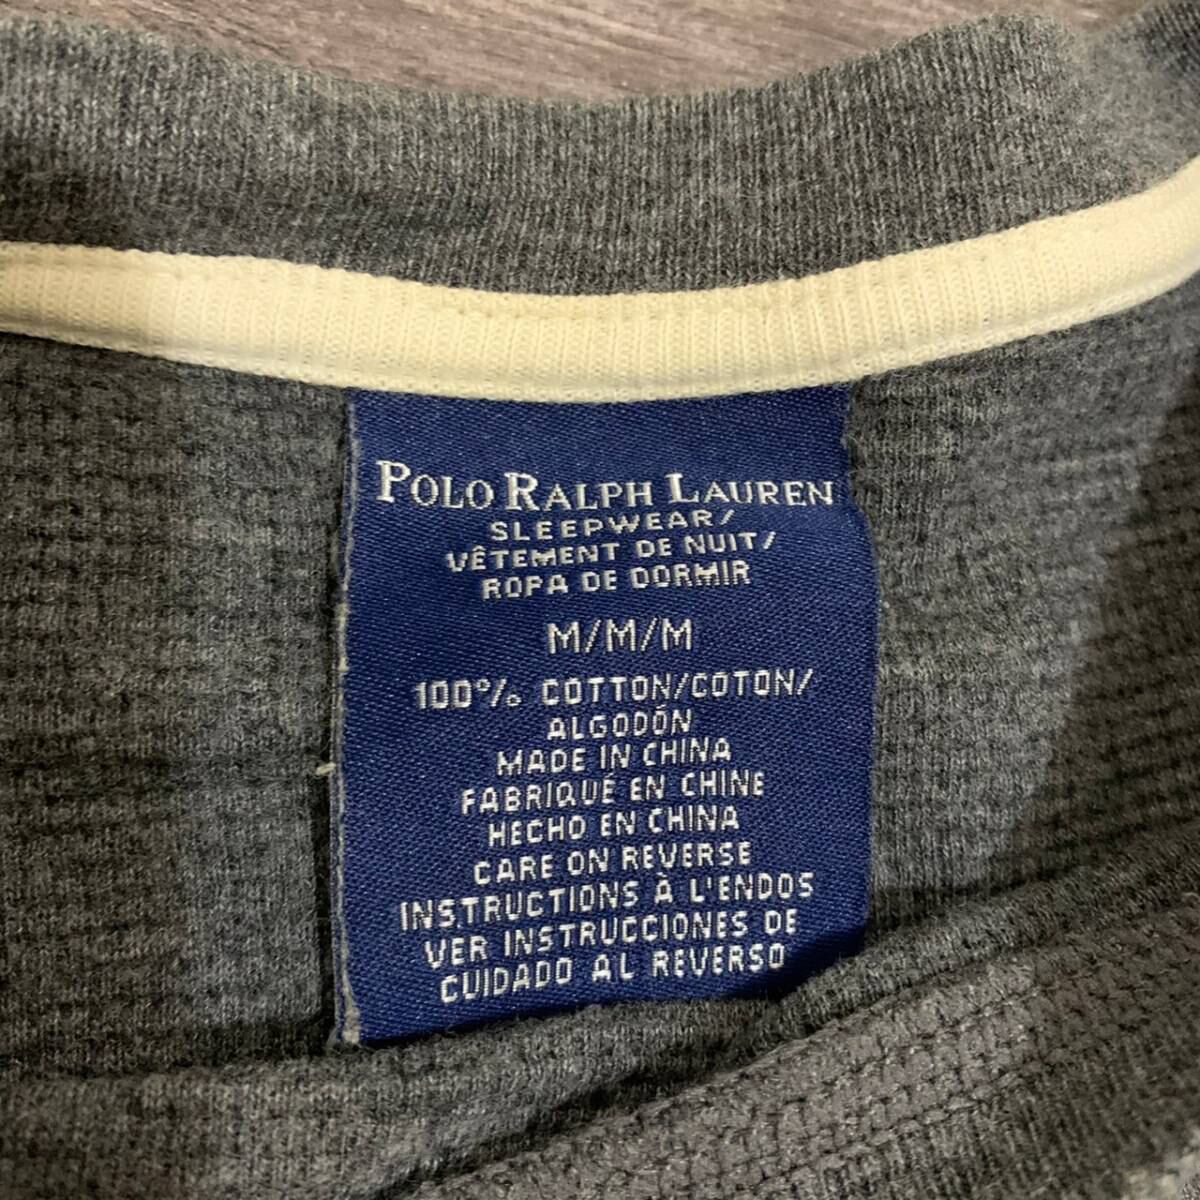 POLO RALPH LAUREN
SLEEPWEAR/
VÊTEMENT DE NUIT/
ROPA DE DORMIR
M/M/M
100% COTTON/COTON/
ALGODÓN
MADE IN CHINA
FABRIQUÉ EN CHINE
HECHO EN CHINA
CARE ON REVERSE
INSTRUCTIONS À L'ENDOS
VER INSTRUCCIONES DE
CUIDADO AL REVERSO